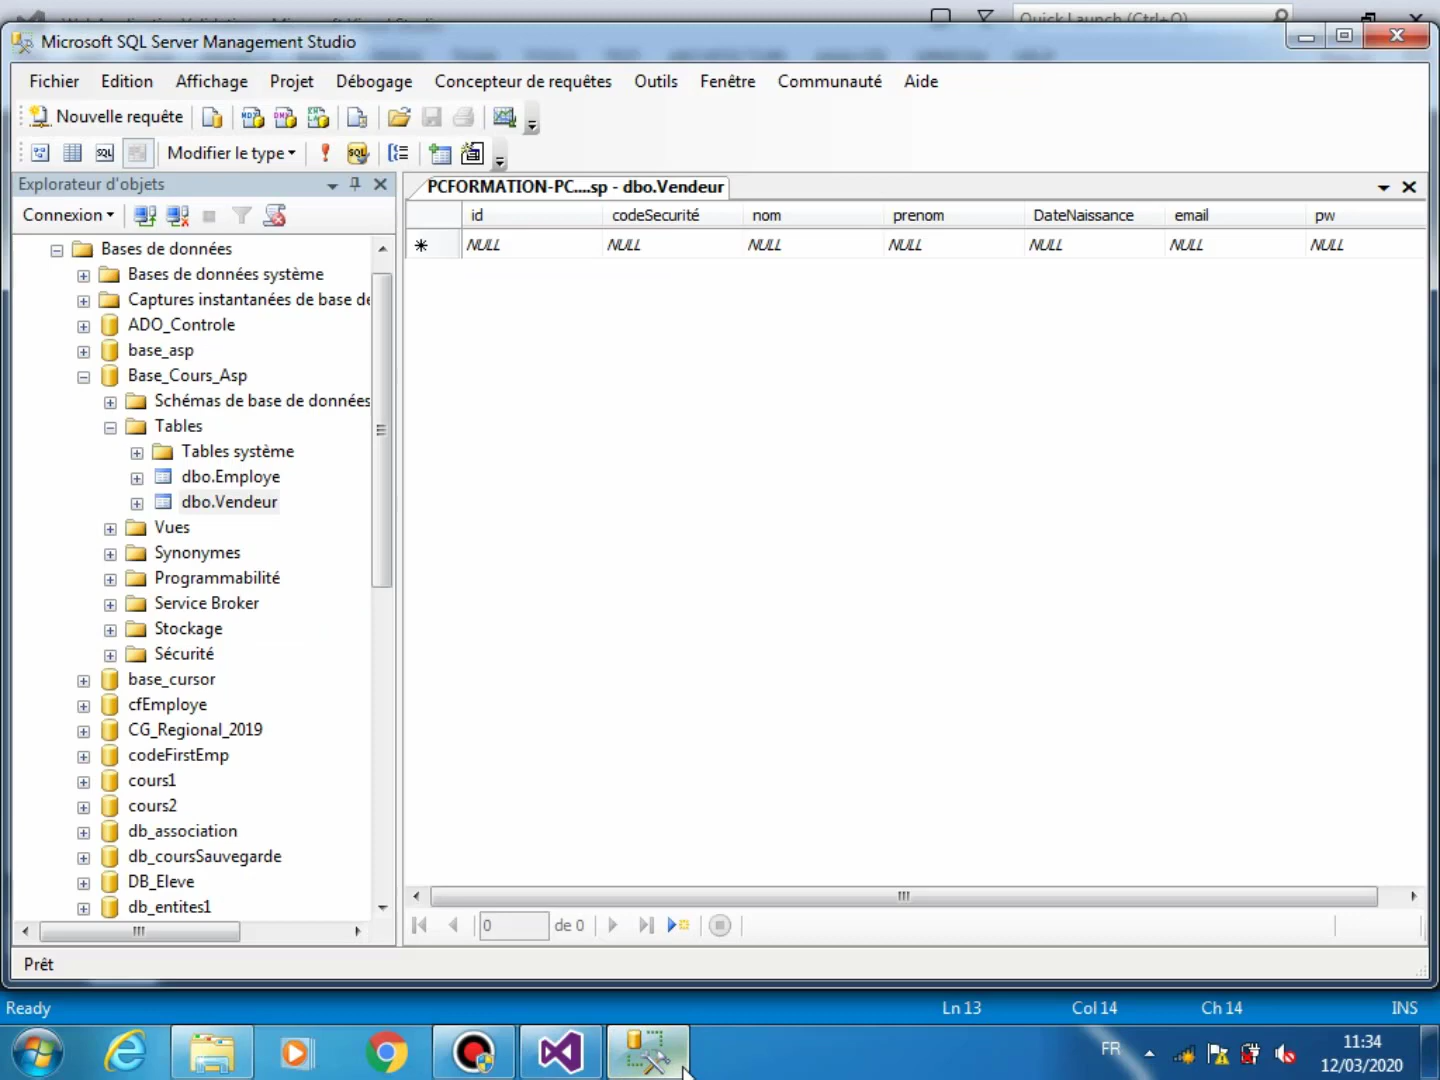 Quick Launch (Ctrl+Q)
Microsoft SQL Server Management Studio
Fichier Edition Affichage Projet Débogage Concepteur de requêtes Outils Fenêtre Communauté Aide
Nouvelle requête
Modifier le type
Explorateur d'objets
PCFORMATION-PC....sp - dbo.Vendeur
Connexion
id codeSecurité nom prenom DateNaissance email pw
NULL NULL NULL NULL NULL NULL NULL
Bases de données
Bases de données système
Captures instantanées de base de
ADO_Controle
base_asp
Base_Cours_Asp
Schémas de base de données
Tables
Tables système
dbo.Employe
dbo.Vendeur
Vues
Synonymes
Programmabilité
Service Broker
Stockage
Sécurité
base_cursor
cfEmploye
CG_Regional_2019
codeFirstEmp
cours1
cours2
db_association
db_coursSauvegarde
DB_Eleve
db_entites1
0 de 0
Prêt
Ready Ln 13 Col 14 Ch 14 INS
FR
11:34
12/03/2020